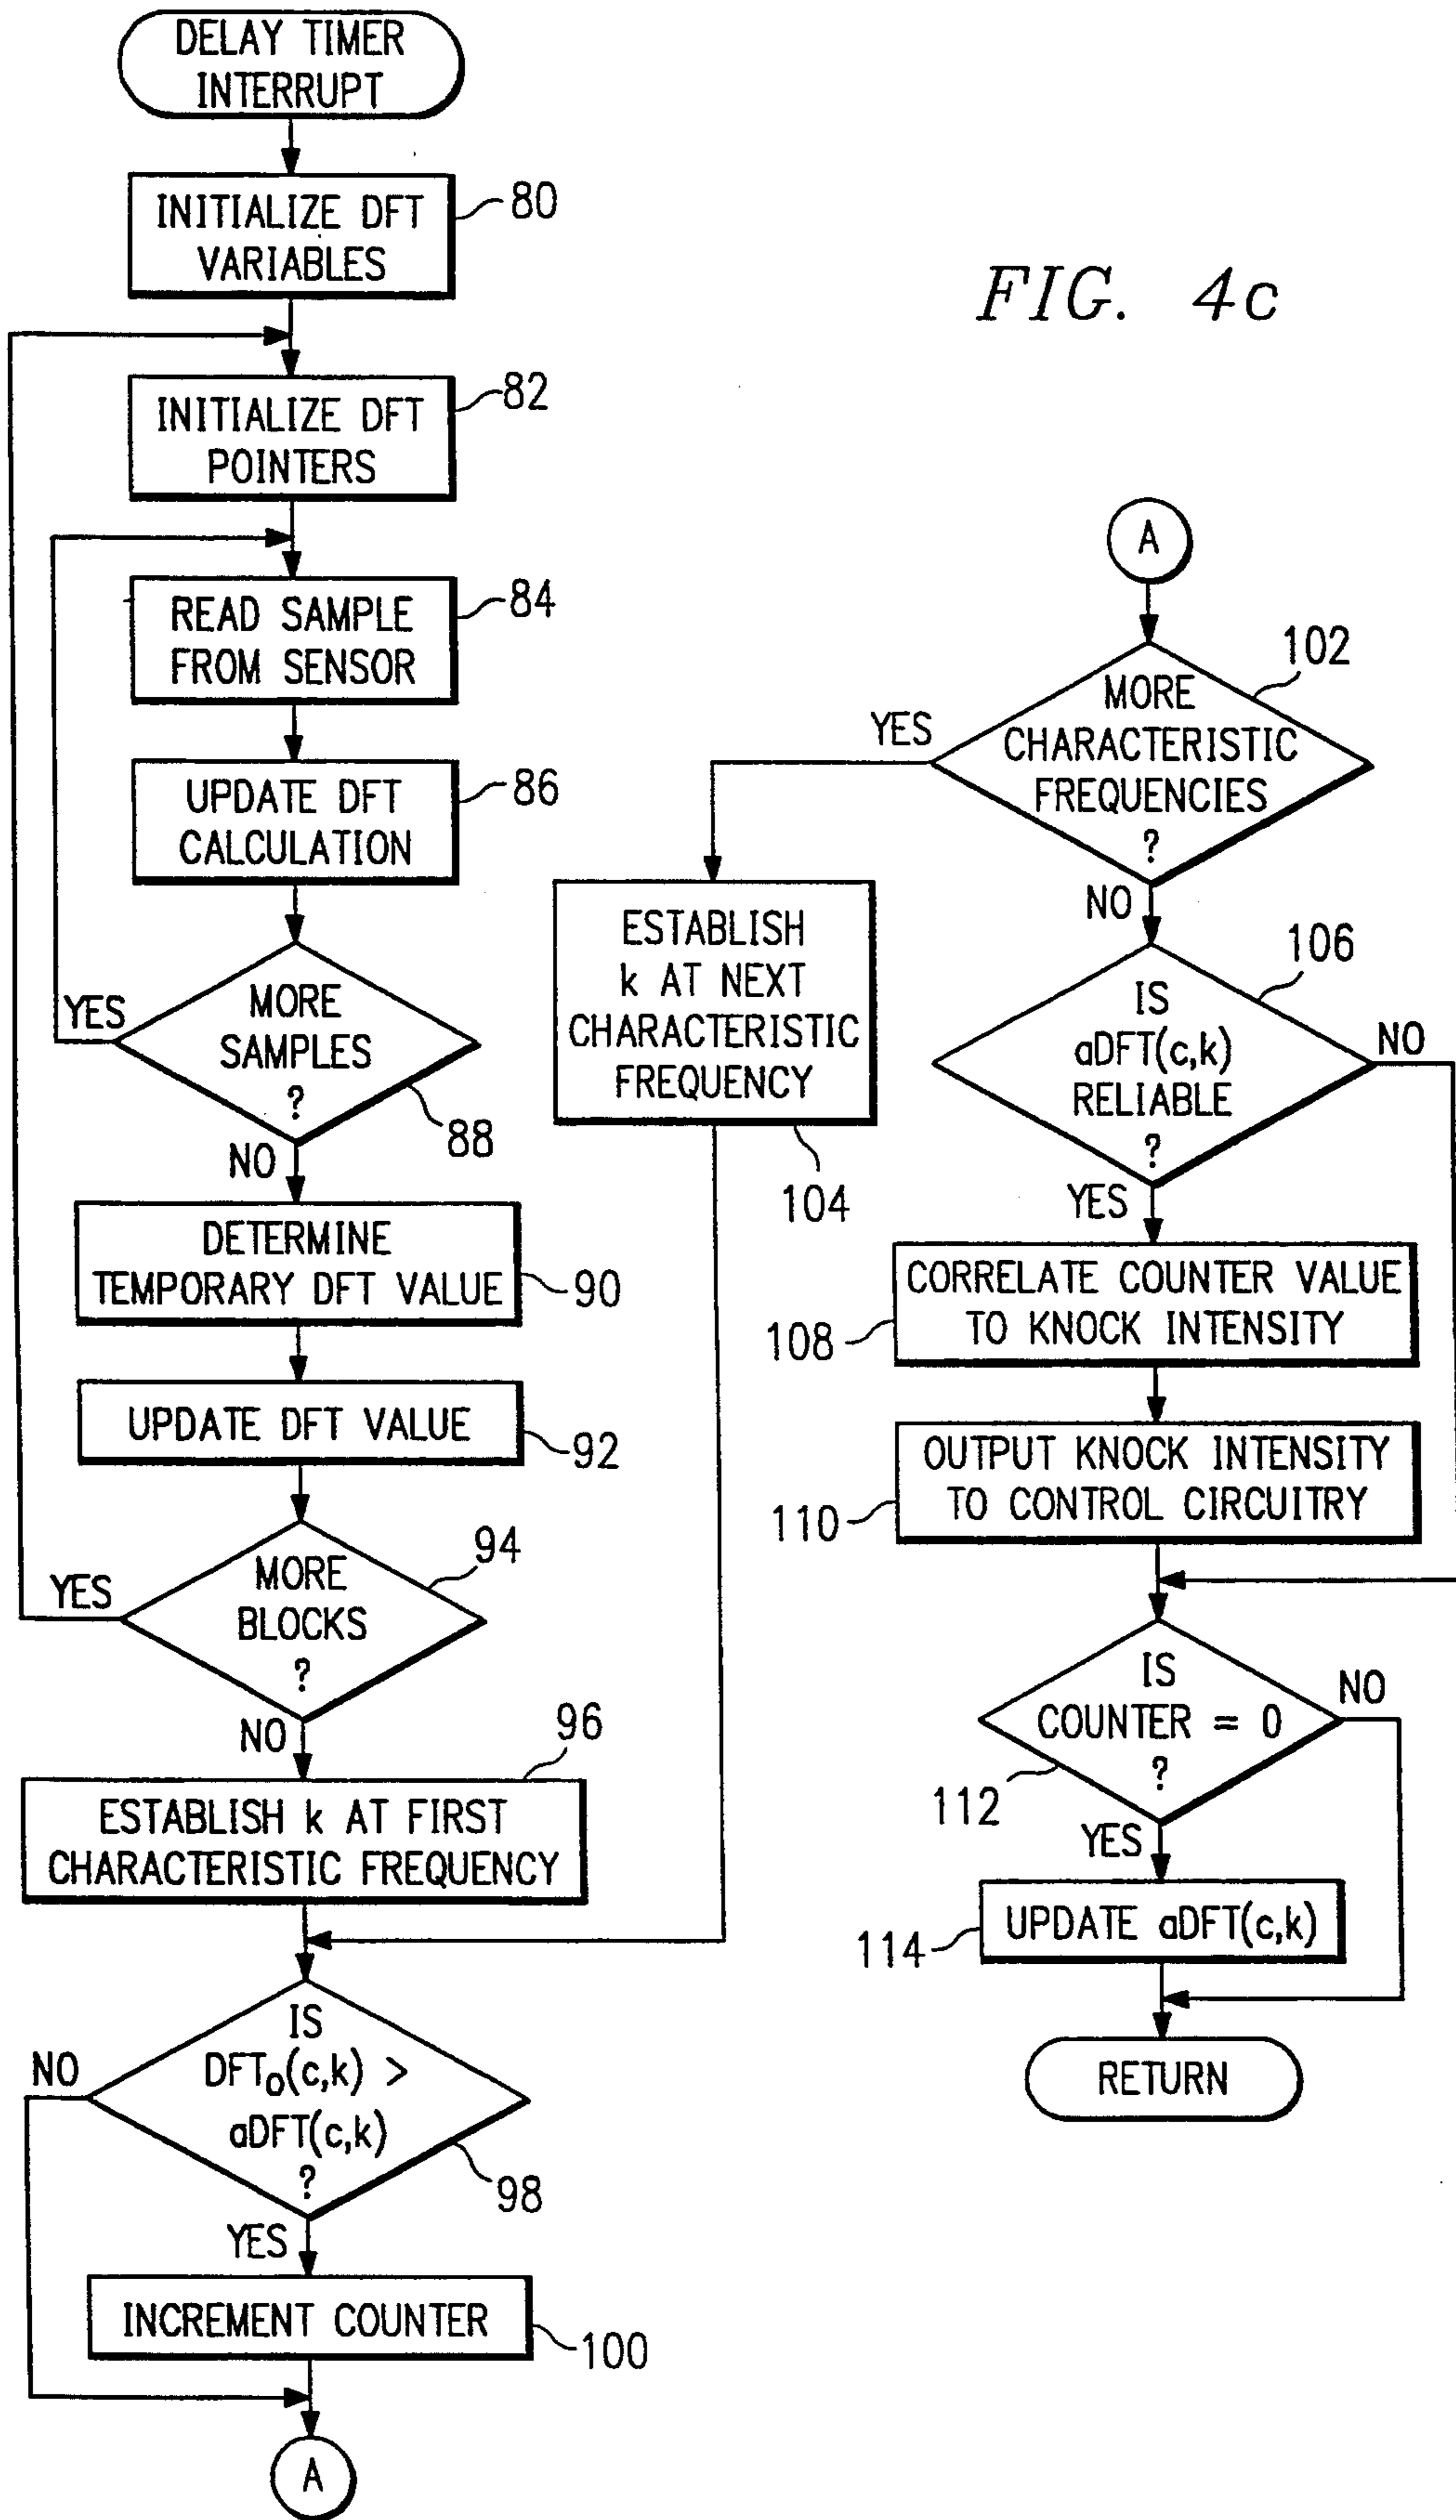 DELAY TIMER
INTERRUPT
INITIALIZE DFT
VARIABLES
80
FIG. 4c
INITIALIZE DFT
POINTERS
82
READ SAMPLE
FROM SENSOR
84
UPDATE DFT
CALCULATION
86
MORE
SAMPLES
?
YES
88
NO
DETERMINE
TEMPORARY DFT VALUE
90
UPDATE DFT VALUE
92
MORE
BLOCKS
?
94
YES
NO
96
ESTABLISH k AT FIRST
CHARACTERISTIC FREQUENCY
IS
DFT₀(c,k) >
aDFT(c,k)
?
NO
98
YES
INCREMENT COUNTER
100
A
A
MORE
CHARACTERISTIC
FREQUENCIES
?
102
YES
NO
ESTABLISH
k AT NEXT
CHARACTERISTIC
FREQUENCY
104
IS
aDFT(c,k)
RELIABLE
?
106
NO
YES
CORRELATE COUNTER VALUE
TO KNOCK INTENSITY
108
OUTPUT KNOCK INTENSITY
TO CONTROL CIRCUITRY
110
IS
COUNTER = 0
?
NO
112
YES
UPDATE aDFT(c,k)
114
RETURN